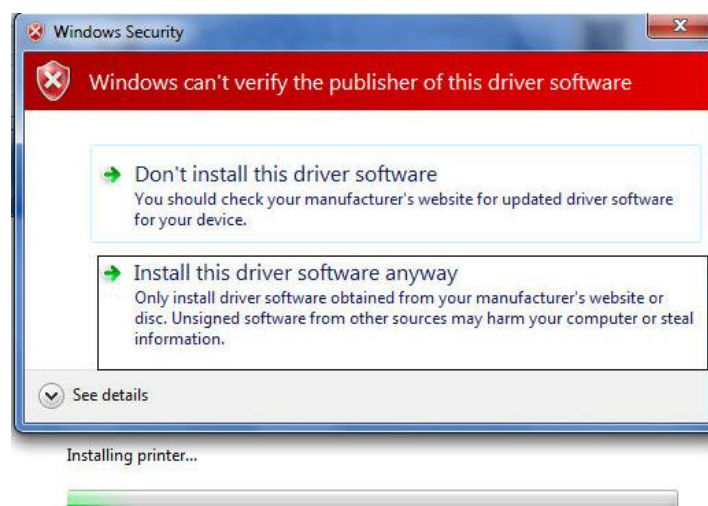 Windows Security
Windows can't verify the publisher of this driver software
Don't install this driver software
You should check your manufacturer's website for updated driver software
for your device.
Install this driver software anyway
Only install driver software obtained from your manufacturer's website or
disc. Unsigned software from other sources may harm your computer or steal
information.
See details
Installing printer...